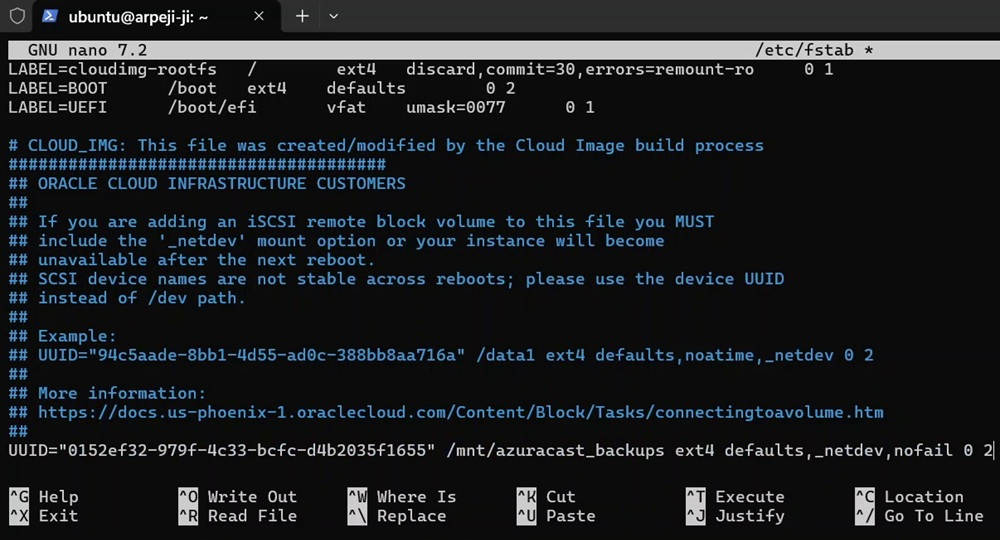 ubuntu@arpeji-ji: ~
GNU nano 7.2 /etc/fstab *
LABEL=cloudimg-rootfs / ext4 discard,commit=30,errors=remount-ro 0 1
LABEL=BOOT /boot ext4 defaults 0 2
LABEL=UEFI /boot/efi vfat umask=0077 0 1
# CLOUD_IMG: This file was created/modified by the Cloud Image build process
######################################
## ORACLE CLOUD INFRASTRUCTURE CUSTOMERS
##
## If you are adding an iSCSI remote block volume to this file you MUST
## include the '_netdev' mount option or your instance will become
## unavailable after the next reboot.
## SCSI device names are not stable across reboots; please use the device UUID
## instead of /dev path.
##
## Example:
## UUID="94c5aade-8bb1-4d55-ad0c-388bb8aa716a" /data1 ext4 defaults,noatime,_netdev 0 2
##
## More information:
## https://docs.us-phoenix-1.oraclecloud.com/Content/Block/Tasks/connectingtoavolume.htm
##
UUID="0152ef32-979f-4c33-bcfc-d4b2035f1655" /mnt/azuracast_backups ext4 defaults,_netdev,nofail 0 2
^G Help ^O Write Out ^W Where Is ^K Cut ^T Execute ^C Location
^X Exit ^R Read File ^\ Replace ^U Paste ^J Justify ^/ Go To Line